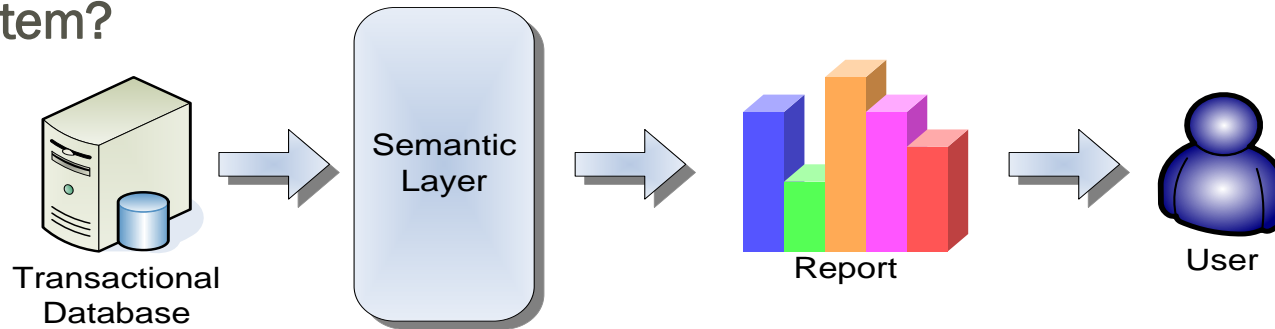 tem?
Semantic
Layer
Transactional
Database
Report
User